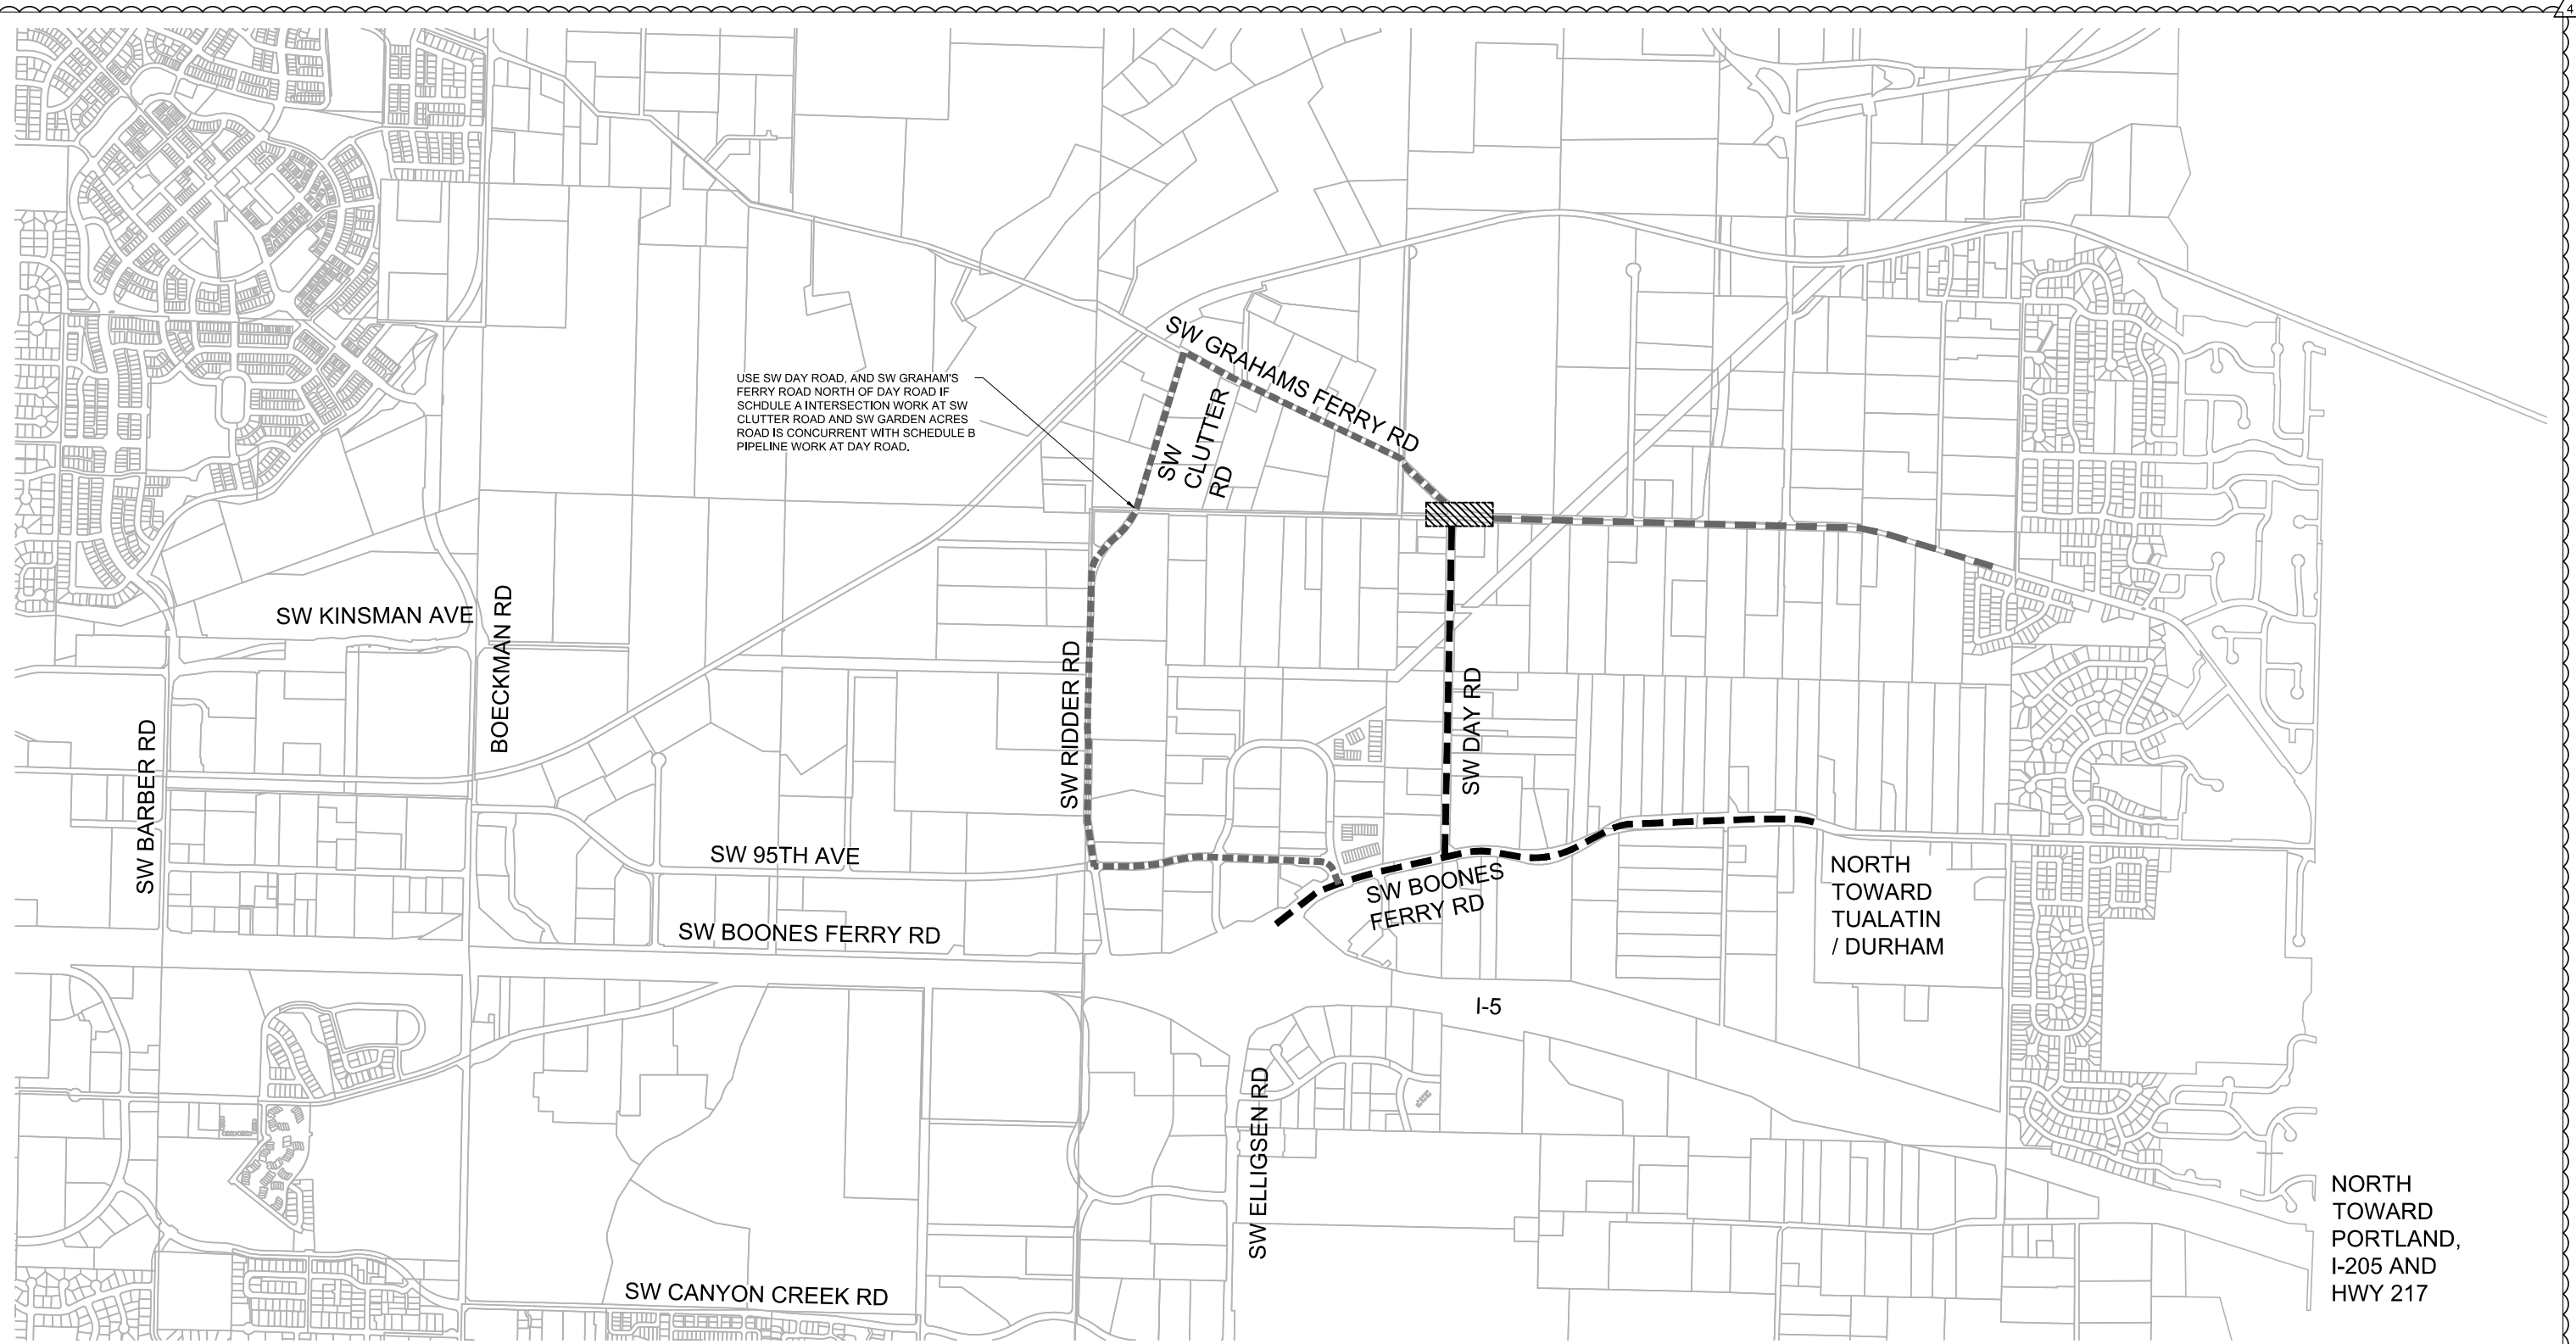 4
SW GRAHAMS FERRY RD
USE SW DAY ROAD, AND SW GRAHAM'S
FERRY ROAD NORTH OF DAY ROAD IF
SCHDULE A INTERSECTION WORK AT SW
CLUTTER ROAD AND SW GARDEN ACRES
ROAD IS CONCURRENT WITH SCHEDULE B
PIPELINE WORK AT DAY ROAD.
SW
CLUTTER
RD
SW KINSMAN AVE
BOECKMAN RD
SW RIDDER RD
SW DAY RD
SW BARBER RD
SW 95TH AVE
SW BOONES
FERRY RD
NORTH
TOWARD
TUALATIN
/ DURHAM
SW BOONES FERRY RD
I-5
SW ELLIGSEN RD
NORTH
TOWARD
PORTLAND,
I-205 AND
HWY 217
SW CANYON CREEK RD